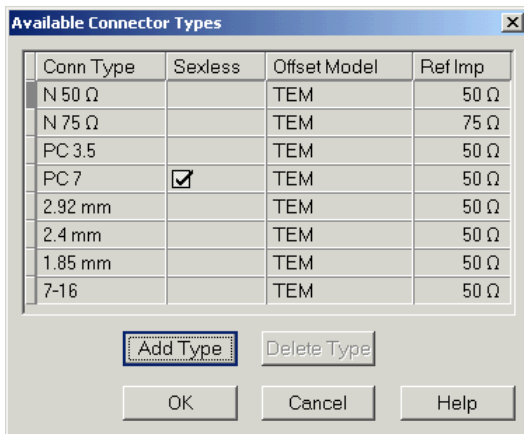 Available Connector Types
Conn Type Sexless Offset Model Ref Imp
N 50 Ω TEM 50 Ω
N 75 Ω TEM 75 Ω
PC 3.5 TEM 50 Ω
PC 7 TEM 50 Ω
2.92 mm TEM 50 Ω
2.4 mm TEM 50 Ω
1.85 mm TEM 50 Ω
7-16 TEM 50 Ω
Add Type Delete Type
OK Cancel Help